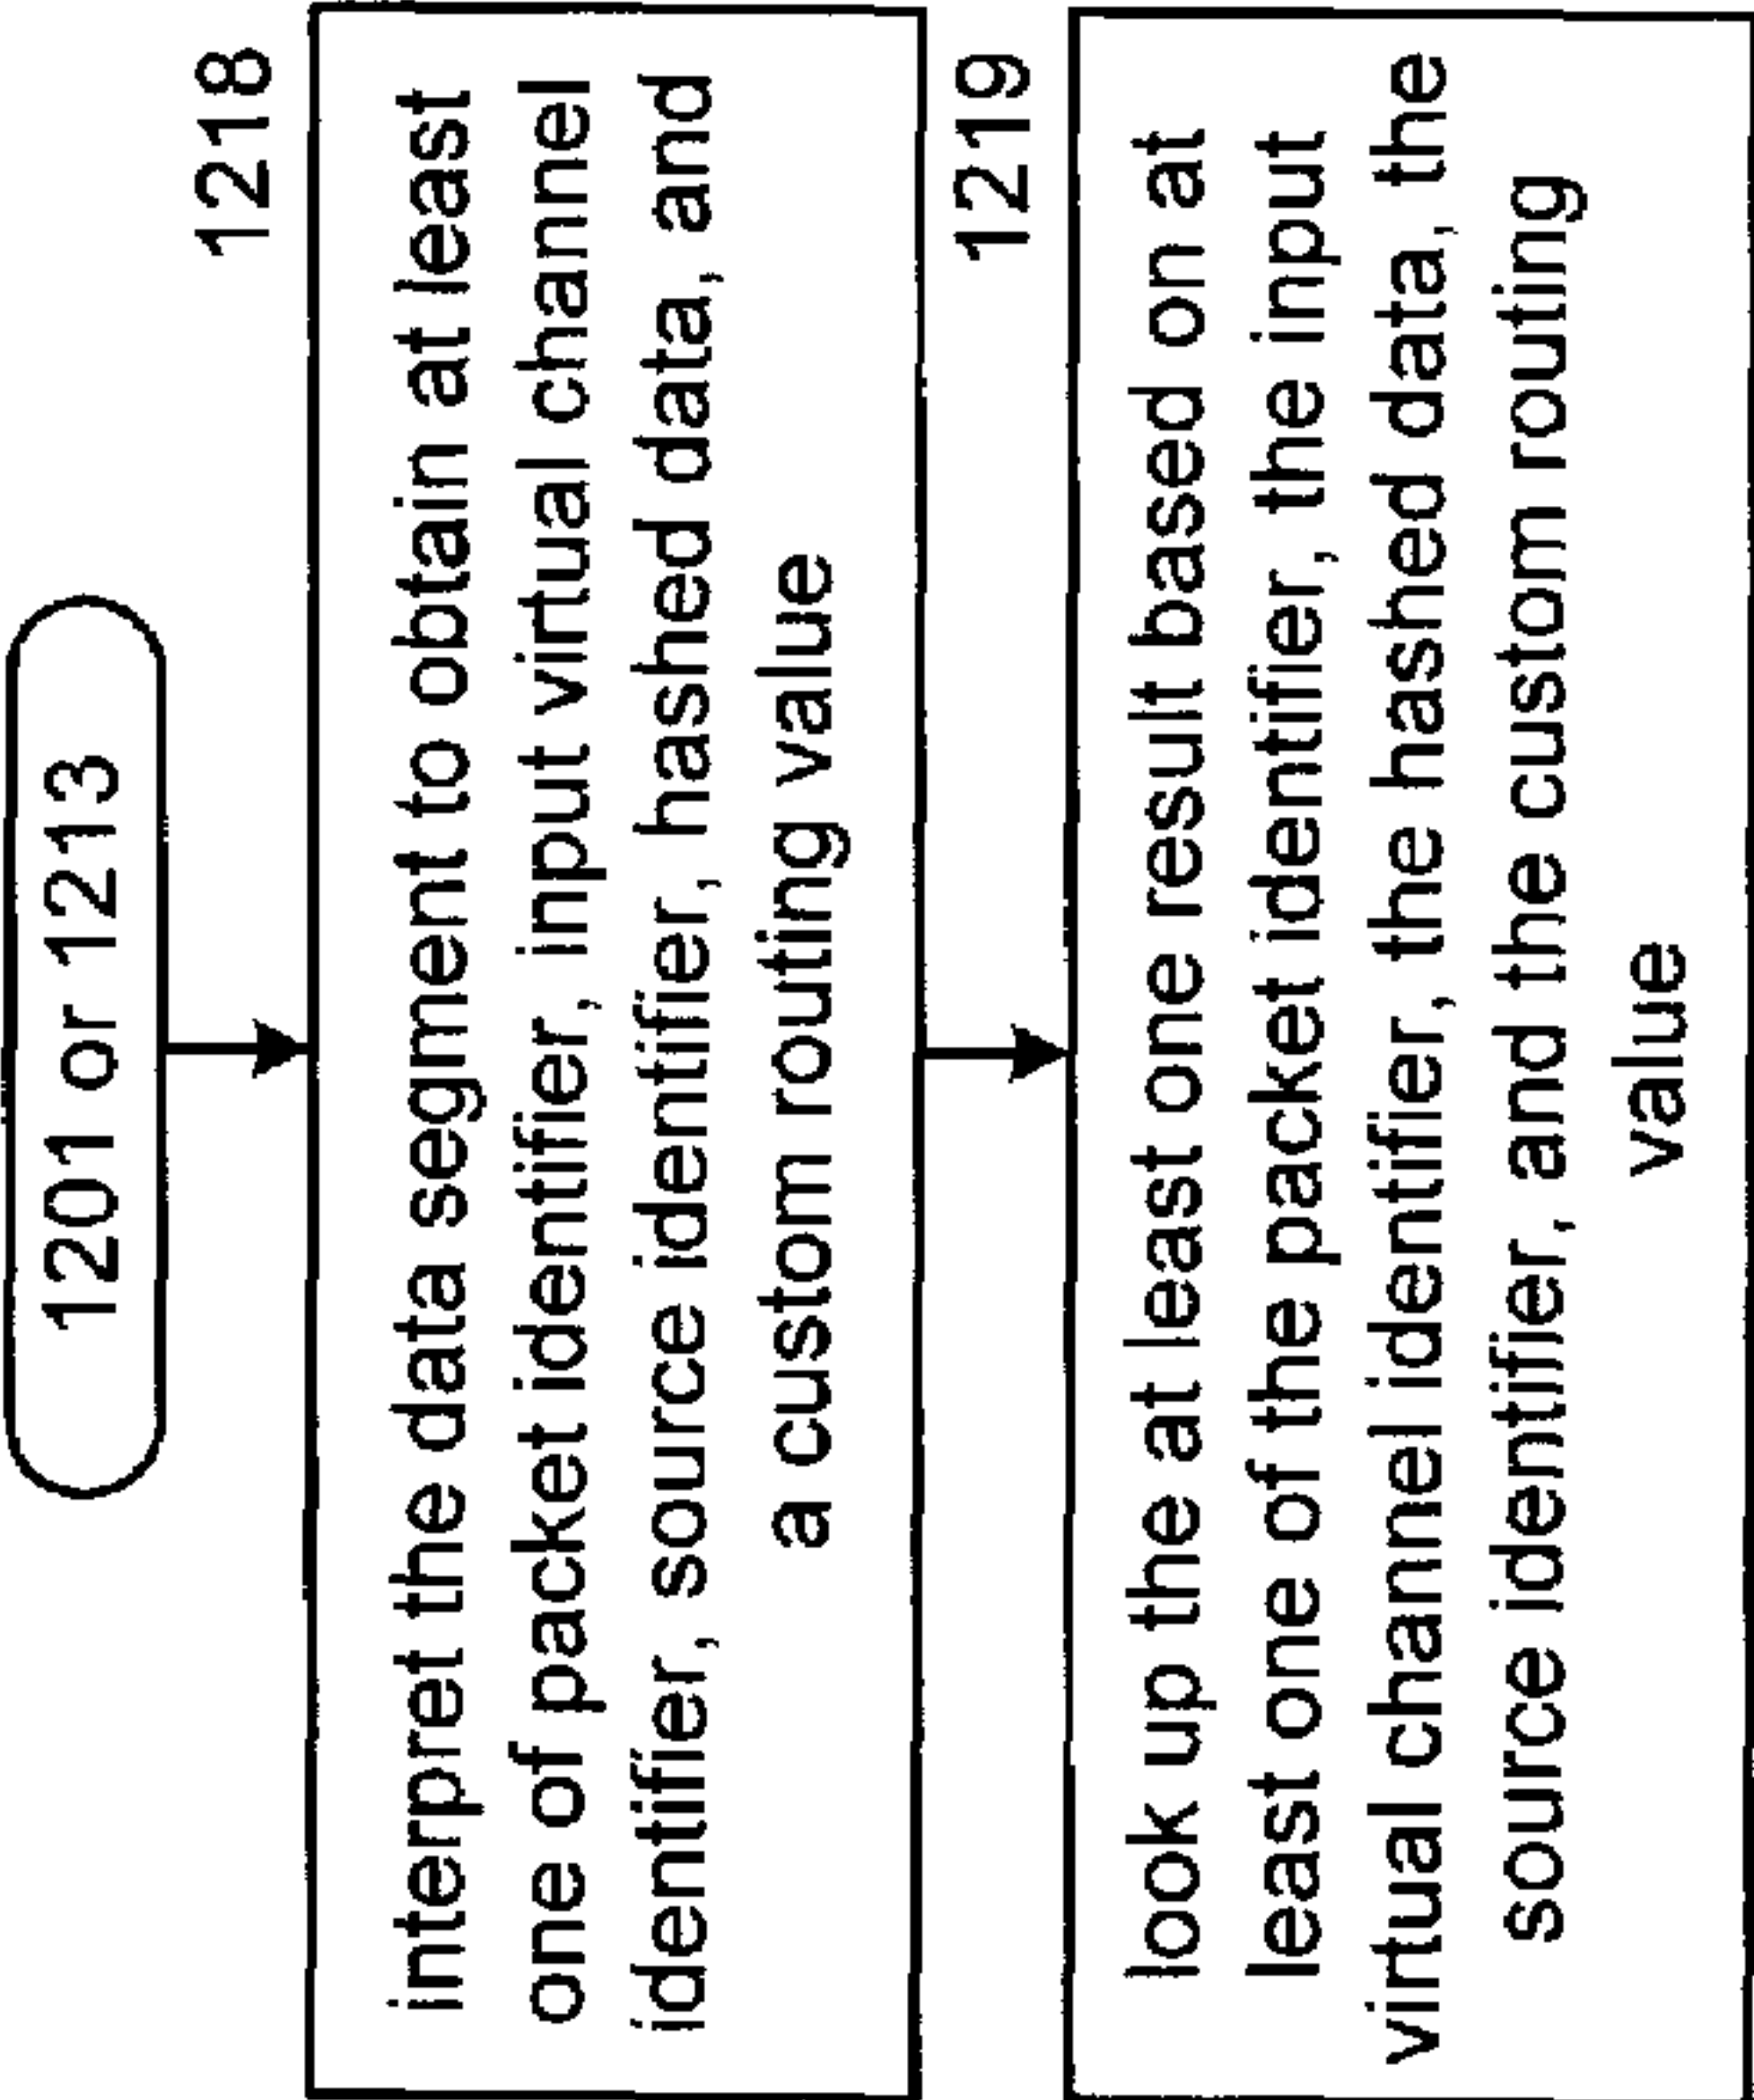 1201 or 1213
1218
interpret the data segment to obtain at least
one of packet identifier, input virtual channel
identifier, source identifier, hashed data, and
a custom routing value
1219
look up the at least one result based on at
least one of the packet identifier, the input
virtual channel identifier, the hashed data, the
source identifier, and the custom routing
value